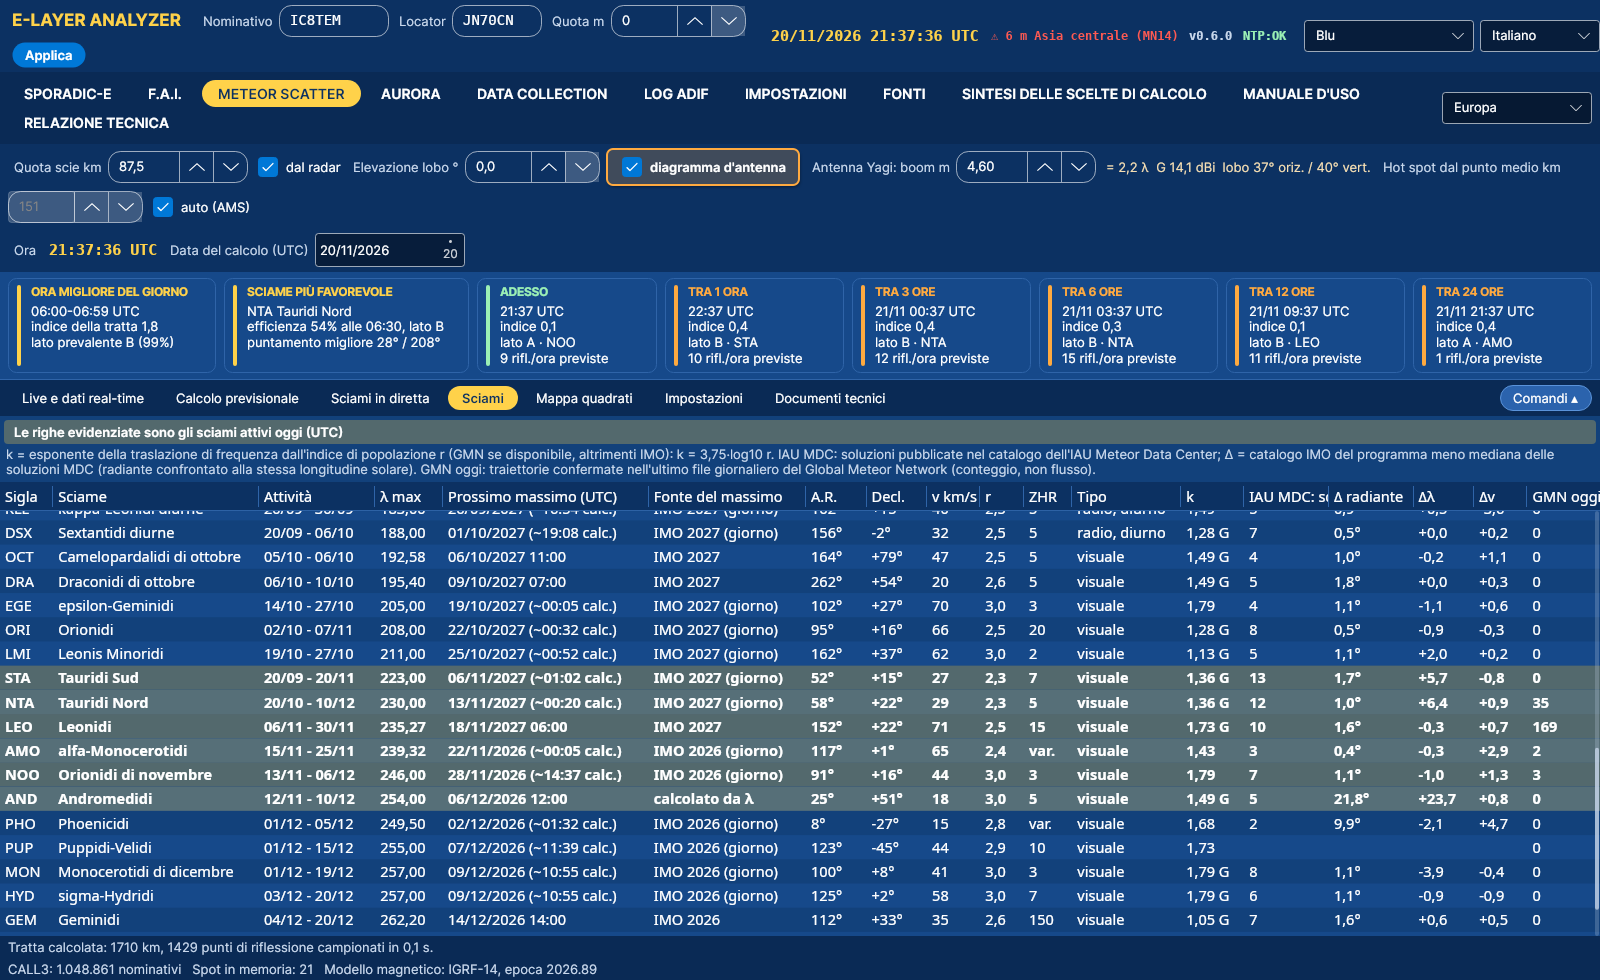 E-LAYER ANALYZER Nominativo IC8TEM Locator JN70CN Quota m 0
20/11/2026 21:37:36 UTC ⚠ 6 m Asia centrale (MN14) v0.6.0 NTP:OK Blu Italiano
Applica
SPORADIC-E F.A.I. METEOR SCATTER AURORA DATA COLLECTION LOG ADIF IMPOSTAZIONI FONTI SINTESI DELLE SCELTE DI CALCOLO MANUALE D'USO
RELAZIONE TECNICA
Europa
Quota scie km 87,5 dal radar Elevazione lobo ° 0,0 diagramma d'antenna Antenna Yagi: boom m 4,60 = 2,2 λ G 14,1 dBi lobo 37° oriz. / 40° vert. Hot spot dal punto medio km
151 auto (AMS)
Ora 21:37:36 UTC Data del calcolo (UTC) 20/11/2026 20
ORA MIGLIORE DEL GIORNO
06:00-06:59 UTC
indice della tratta 1,8
lato prevalente B (99%)
SCIAME PIÙ FAVOREVOLE
NTA Tauridi Nord
efficienza 54% alle 06:30, lato B
puntamento migliore 28° / 208°
ADESSO
21:37 UTC
indice 0,1
lato A · NOO
9 rifl./ora previste
TRA 1 ORA
22:37 UTC
indice 0,4
lato B · STA
10 rifl./ora previste
TRA 3 ORE
21/11 00:37 UTC
indice 0,4
lato B · NTA
12 rifl./ora previste
TRA 6 ORE
21/11 03:37 UTC
indice 0,3
lato B · NTA
15 rifl./ora previste
TRA 12 ORE
21/11 09:37 UTC
indice 0,1
lato B · LEO
11 rifl./ora previste
TRA 24 ORE
21/11 21:37 UTC
indice 0,4
lato A · AMO
1 rifl./ora previste
Live e dati real-time Calcolo previsionale Sciami in diretta Sciami Mappa quadrati Impostazioni Documenti tecnici Comandi ▴
Le righe evidenziate sono gli sciami attivi oggi (UTC)
k = esponente della traslazione di frequenza dall'indice di popolazione r (GMN se disponibile, altrimenti IMO): k = 3,75·log10 r. IAU MDC: soluzioni pubblicate nel catalogo dell'IAU Meteor Data Center; Δ = catalogo IMO del programma meno mediana delle
soluzioni MDC (radiante confrontato alla stessa longitudine solare). GMN oggi: traiettorie confermate nell'ultimo file giornaliero del Global Meteor Network (conteggio, non flusso).
Sigla Sciame Attività λ max Prossimo massimo (UTC) Fonte del massimo A.R. Decl. v km/s r ZHR Tipo k IAU MDC: so Δ radiante Δλ Δv GMN oggi
DSX Sextantidi diurne 20/09 - 06/10 188,00 01/10/2027 (~19:08 calc.) IMO 2027 (giorno) 156° -2° 32 2,5 5 radio, diurno 1,28 G 7 0,5° +0,0 +0,2 0
OCT Camelopardalidi di ottobre 05/10 - 06/10 192,58 06/10/2027 11:00 IMO 2027 164° +79° 47 2,5 5 visuale 1,49 G 4 1,0° -0,2 +1,1 0
DRA Draconidi di ottobre 06/10 - 10/10 195,40 09/10/2027 07:00 IMO 2027 262° +54° 20 2,6 5 visuale 1,49 G 5 1,8° +0,0 +0,3 0
EGE epsilon-Geminidi 14/10 - 27/10 205,00 19/10/2027 (~00:05 calc.) IMO 2027 (giorno) 102° +27° 70 3,0 3 visuale 1,79 4 1,1° -1,1 +0,6 0
ORI Orionidi 02/10 - 07/11 208,00 22/10/2027 (~00:32 calc.) IMO 2027 (giorno) 95° +16° 66 2,5 20 visuale 1,28 G 8 0,5° -0,9 -0,3 0
LMI Leonis Minoridi 19/10 - 27/10 211,00 25/10/2027 (~00:52 calc.) IMO 2027 (giorno) 162° +37° 62 3,0 2 visuale 1,13 G 5 1,1° +2,0 +0,2 0
STA Tauridi Sud 20/09 - 20/11 223,00 06/11/2027 (~01:02 calc.) IMO 2027 (giorno) 52° +15° 27 2,3 7 visuale 1,36 G 13 1,7° +5,7 -0,8 0
NTA Tauridi Nord 20/10 - 10/12 230,00 13/11/2027 (~00:20 calc.) IMO 2027 (giorno) 58° +22° 29 2,3 5 visuale 1,36 G 12 1,0° +6,4 +0,9 35
LEO Leonidi 06/11 - 30/11 235,27 18/11/2027 06:00 IMO 2027 152° +22° 71 2,5 15 visuale 1,73 G 10 1,6° -0,3 +0,7 169
AMO alfa-Monocerotidi 15/11 - 25/11 239,32 22/11/2026 (~00:05 calc.) IMO 2026 (giorno) 117° +1° 65 2,4 var. visuale 1,43 3 0,4° -0,3 +2,9 2
NOO Orionidi di novembre 13/11 - 06/12 246,00 28/11/2026 (~14:37 calc.) IMO 2026 (giorno) 91° +16° 44 3,0 3 visuale 1,79 7 1,1° -1,0 +1,3 3
AND Andromedidi 12/11 - 10/12 254,00 06/12/2026 12:00 calcolato da λ 25° +51° 18 3,0 5 visuale 1,49 G 5 21,8° +23,7 +0,8 0
PHO Phoenicidi 01/12 - 05/12 249,50 02/12/2026 (~01:32 calc.) IMO 2026 (giorno) 8° -27° 15 2,8 var. visuale 1,68 2 9,9° -2,1 +4,7 0
PUP Puppidi-Velidi 01/12 - 15/12 255,00 07/12/2026 (~11:39 calc.) IMO 2026 (giorno) 123° -45° 44 2,9 10 visuale 1,73 0
MON Monocerotidi di dicembre 01/12 - 19/12 257,00 09/12/2026 (~10:55 calc.) IMO 2026 (giorno) 100° +8° 41 3,0 3 visuale 1,79 G 8 1,1° -3,9 -0,4 0
HYD sigma-Hydridi 03/12 - 20/12 257,00 09/12/2026 (~10:55 calc.) IMO 2026 (giorno) 125° +2° 58 3,0 7 visuale 1,79 G 6 1,1° -0,9 -0,9 0
GEM Geminidi 04/12 - 20/12 262,20 14/12/2026 14:00 IMO 2026 112° +33° 35 2,6 150 visuale 1,05 G 7 1,6° +0,6 +0,5 0
Tratta calcolata: 1710 km, 1429 punti di riflessione campionati in 0,1 s.
CALL3: 1.048.861 nominativi Spot in memoria: 21 Modello magnetico: IGRF-14, epoca 2026.89